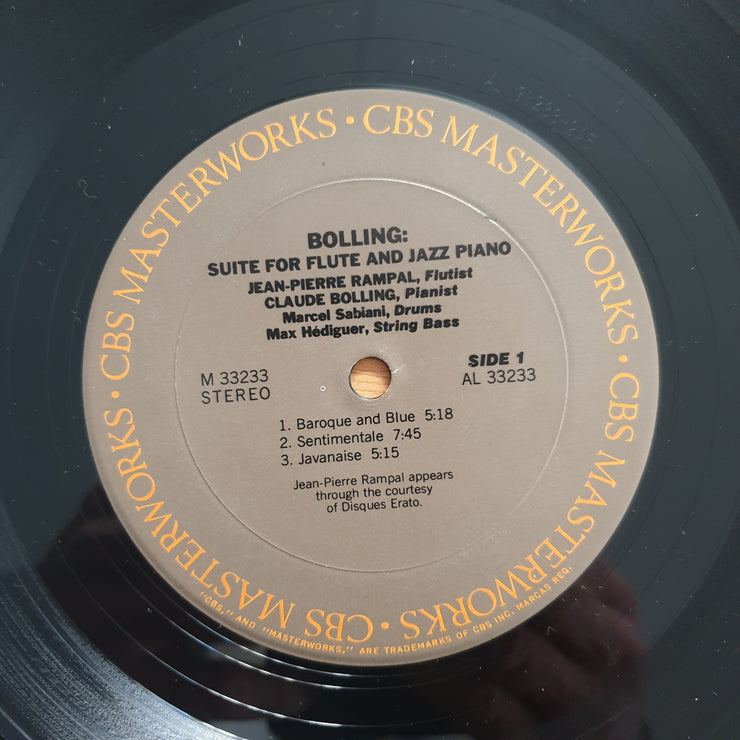 CBS MASTERWORKS · CBS MASTERWORKS · CBS MASTERWORKS · CBS MASTERWORKS ·
BOLLING:
SUITE FOR FLUTE AND JAZZ PIANO
JEAN-PIERRE RAMPAL, Flutist
CLAUDE BOLLING, Pianist
Marcel Sabiani, Drums
Max Hédiguer, String Bass
M 33233
STEREO
SIDE 1
AL 33233
1. Baroque and Blue 5:18
2. Sentimentale 7:45
3. Javanaise 5:15
Jean-Pierre Rampal appears
through the courtesy
of Disques Erato.
"CBS," AND "MASTERWORKS," ARE TRADEMARKS OF CBS INC. MARCAS REG.